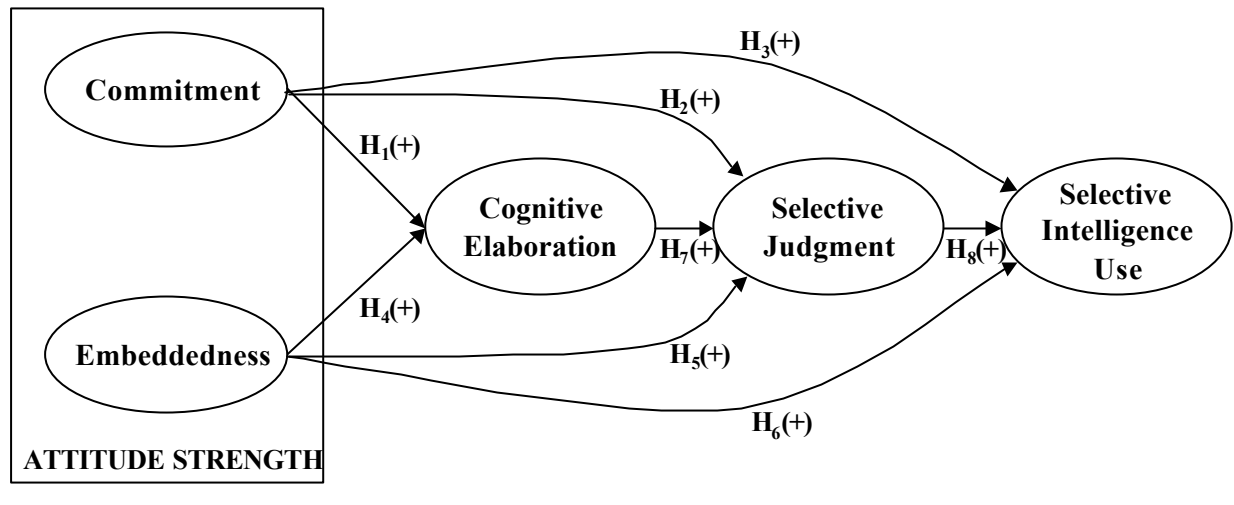 H3(+)
Commitment
H2(+)
H1(+)
Cognitive
Elaboration
Selective
Judgment
Selective
Intelligence
Use
H7(+)
H8(+)
H4(+)
Embeddedness
H5(+)
H6(+)
ATTITUDE STRENGTH